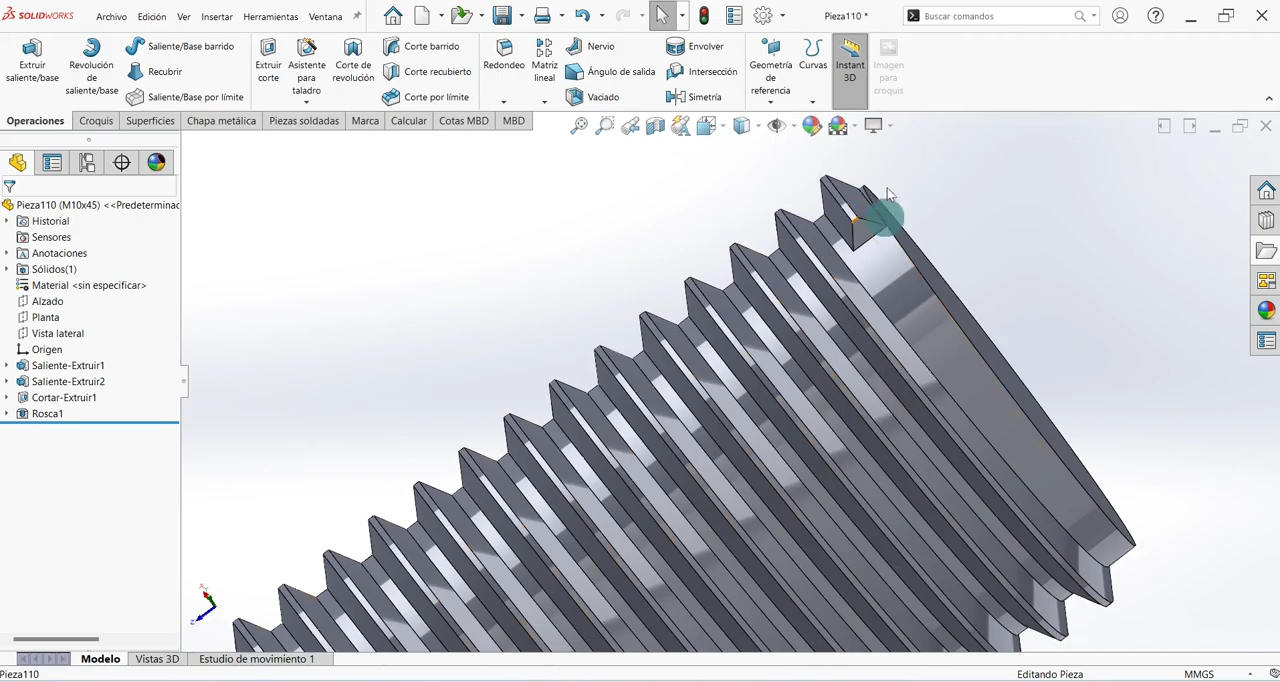 SOLIDWORKS
Archivo Edición Ver Insertar Herramientas Ventana
Pieza110 *
Buscar comandos
Extruir saliente/base
Revolución de saliente/base
Saliente/Base barrido
Recubrir
Saliente/Base por límite
Extruir corte
Asistente para taladro
Corte de revolución
Corte barrido
Corte recubierto
Corte por límite
Redondeo
Matriz lineal
Nervio
Ángulo de salida
Vaciado
Envolver
Intersección
Simetría
Geometría de referencia
Curvas
Instant 3D
Imagen para croquis
Operaciones Croquis Superficies Chapa metálica Piezas soldadas Marca Calcular Cotas MBD MBD
Pieza110 (M10x45) <<Predeterminac
Historial
Sensores
Anotaciones
Sólidos(1)
Material <sin especificar>
Alzado
Planta
Vista lateral
Origen
Saliente-Extruir1
Saliente-Extruir2
Cortar-Extruir1
Rosca1
Modelo Vistas 3D Estudio de movimiento 1
Pieza110
Editando Pieza
MMGS